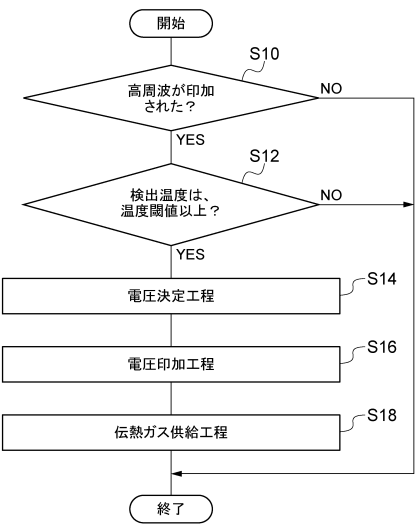 開始
S10
高周波が印加
された？
NO
YES
S12
検出温度は、
温度閾値以上？
NO
YES
S14
電圧決定工程
S16
電圧印加工程
S18
伝熱ガス供給工程
終了